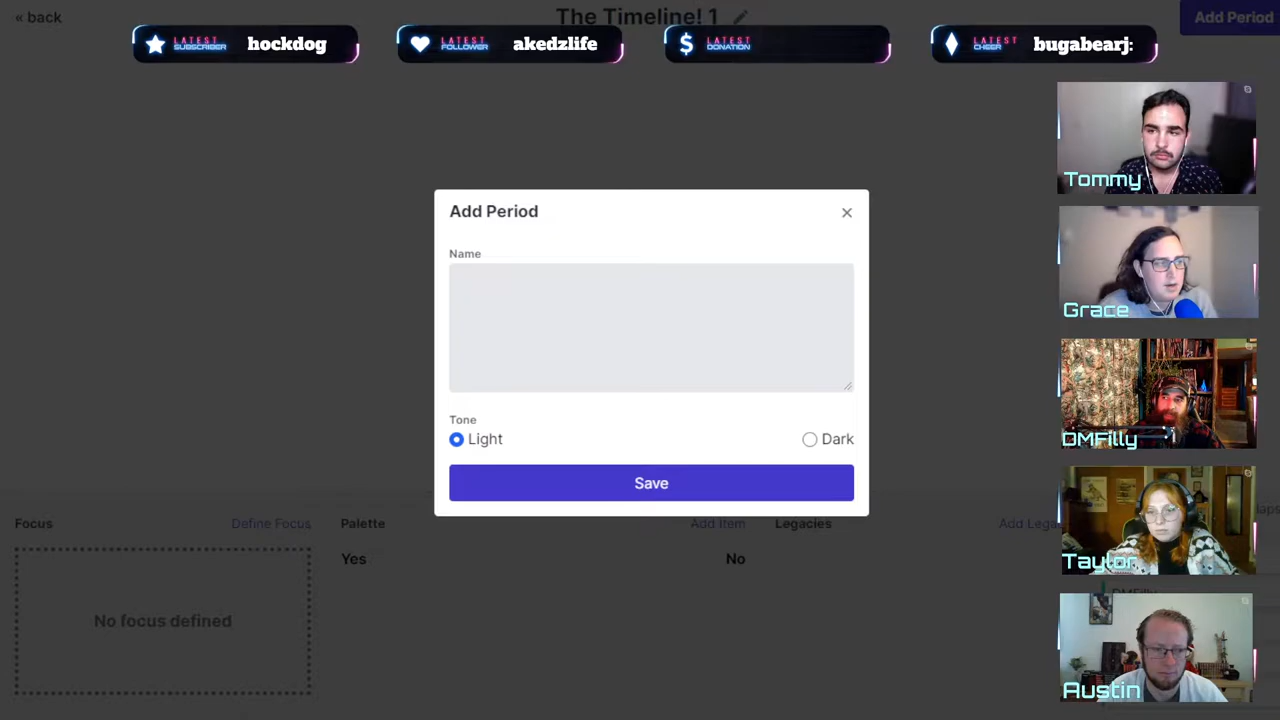 « back
The Timeline! 1
Add Period
LATEST SUBSCRIBER hockdog
LATEST FOLLOWER akedzlife
LATEST DONATION
LATEST CHEER bugabearj:
Add Period
Name
Tone
Light
Dark
Save
Focus
Define Focus
Palette
Add Item
Legacies
Yes
No
No focus defined
Tommy
Grace
DMFilly
Taylor
DMFilly
Austin